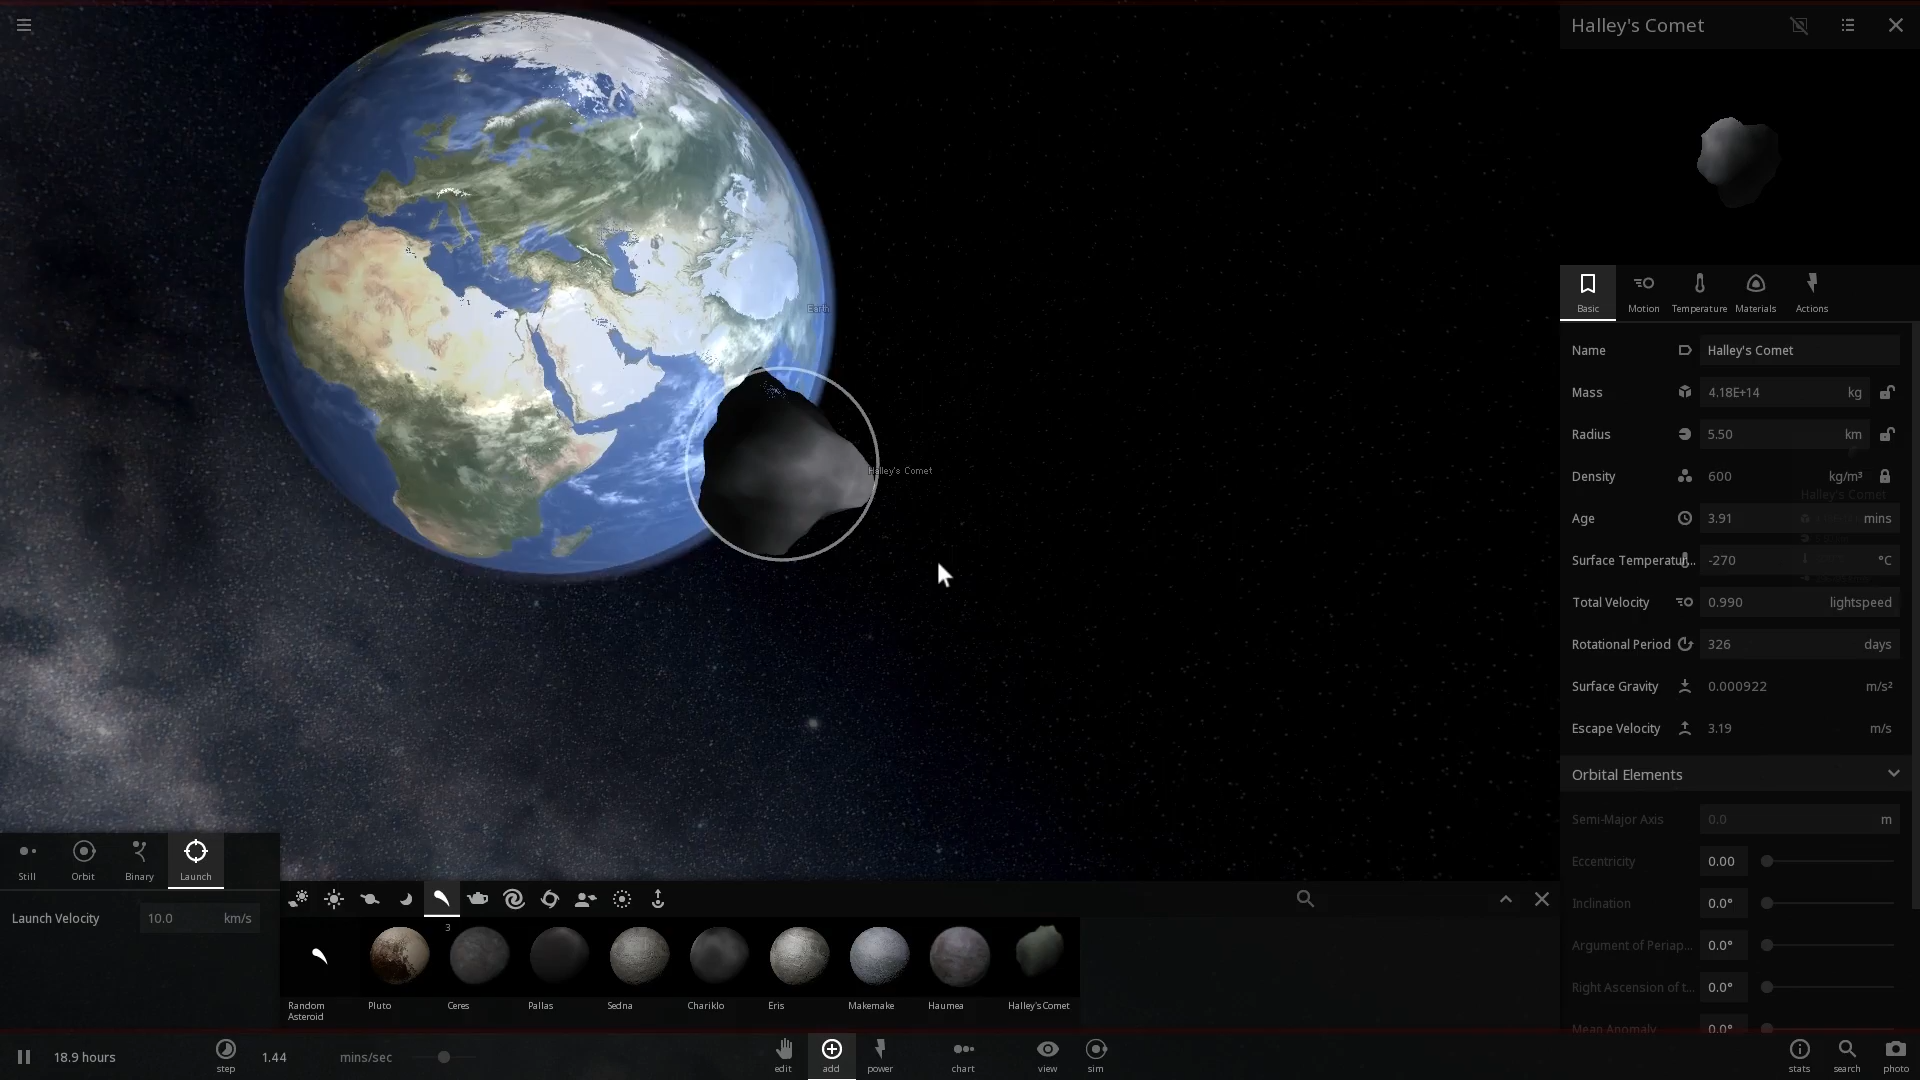 Halley's Comet
Earth
Halley's Comet
Basic
Motion
Temperature
Materials
Actions
Name
Halley's Comet
Mass
4.18E+14 kg
Radius
5.50 km
Density
600 kg/m³
Halley's Comet
Age
3.91 mins
Surface Temperatur...
-270 °C
Total Velocity
0.990 lightspeed
Rotational Period
326 days
Surface Gravity
0.000922 m/s²
Escape Velocity
3.19 m/s
Orbital Elements
Semi-Major Axis
0.0 m
Eccentricity
0.00
Inclination
0.0°
Argument of Periap...
0.0°
Right Ascension of t...
0.0°
Mean Anomaly
0.0°
Still
Orbit
Binary
Launch
Launch Velocity
10.0 km/s
3
Random
Asteroid
Pluto
Ceres
Pallas
Sedna
Chariklo
Eris
Makemake
Haumea
Halley's Comet
18.9 hours
step
1.44 mins/sec
edit
add
power
chart
view
sim
stats
search
photo